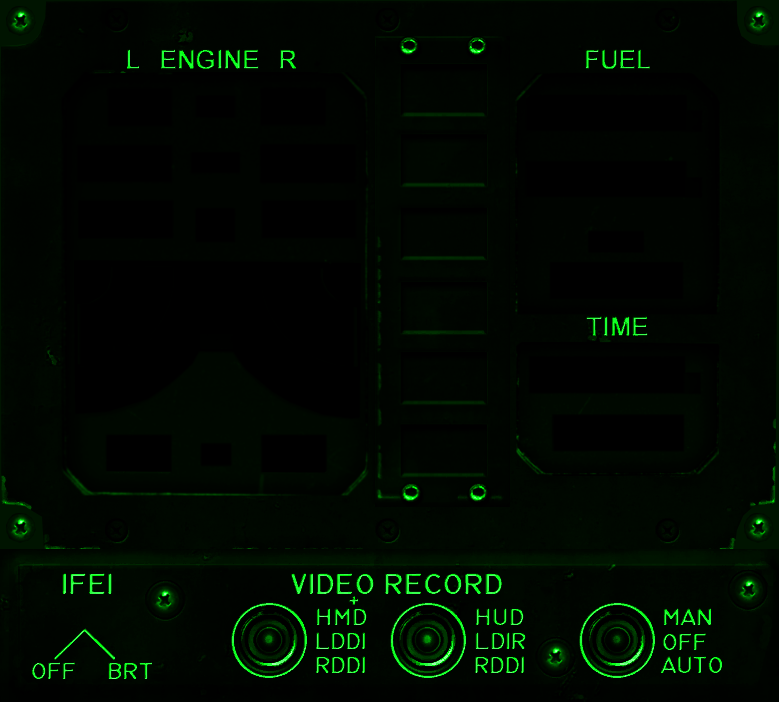 L ENGINE R
FUEL
TIME
IFEI
OFF BRT
VIDEO RECORD
+
HMD
LDDI
RDDI
HUD
LDIR
RDDI
MAN
OFF
AUTO